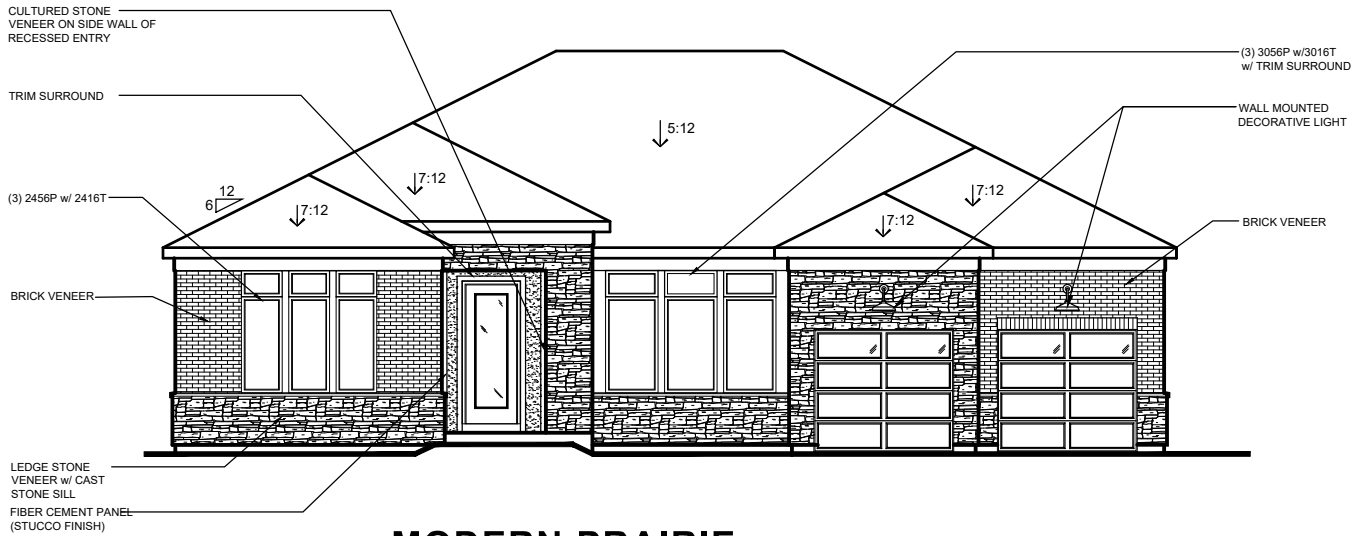 CULTURED STONE
VENEER ON SIDE WALL OF
RECESSED ENTRY
(3) 3056P w/3016T
w/ TRIM SURROUND
TRIM SURROUND
WALL MOUNTED
DECORATIVE LIGHT
5:12
7:12
7:12
12
6
(3) 2456P w/ 2416T
7:12
7:12
BRICK VENEER
BRICK VENEER
LEDGE STONE
VENEER w/ CAST
STONE SILL
FIBER CEMENT PANEL
(STUCCO FINISH)
MODERN PRAIRIE